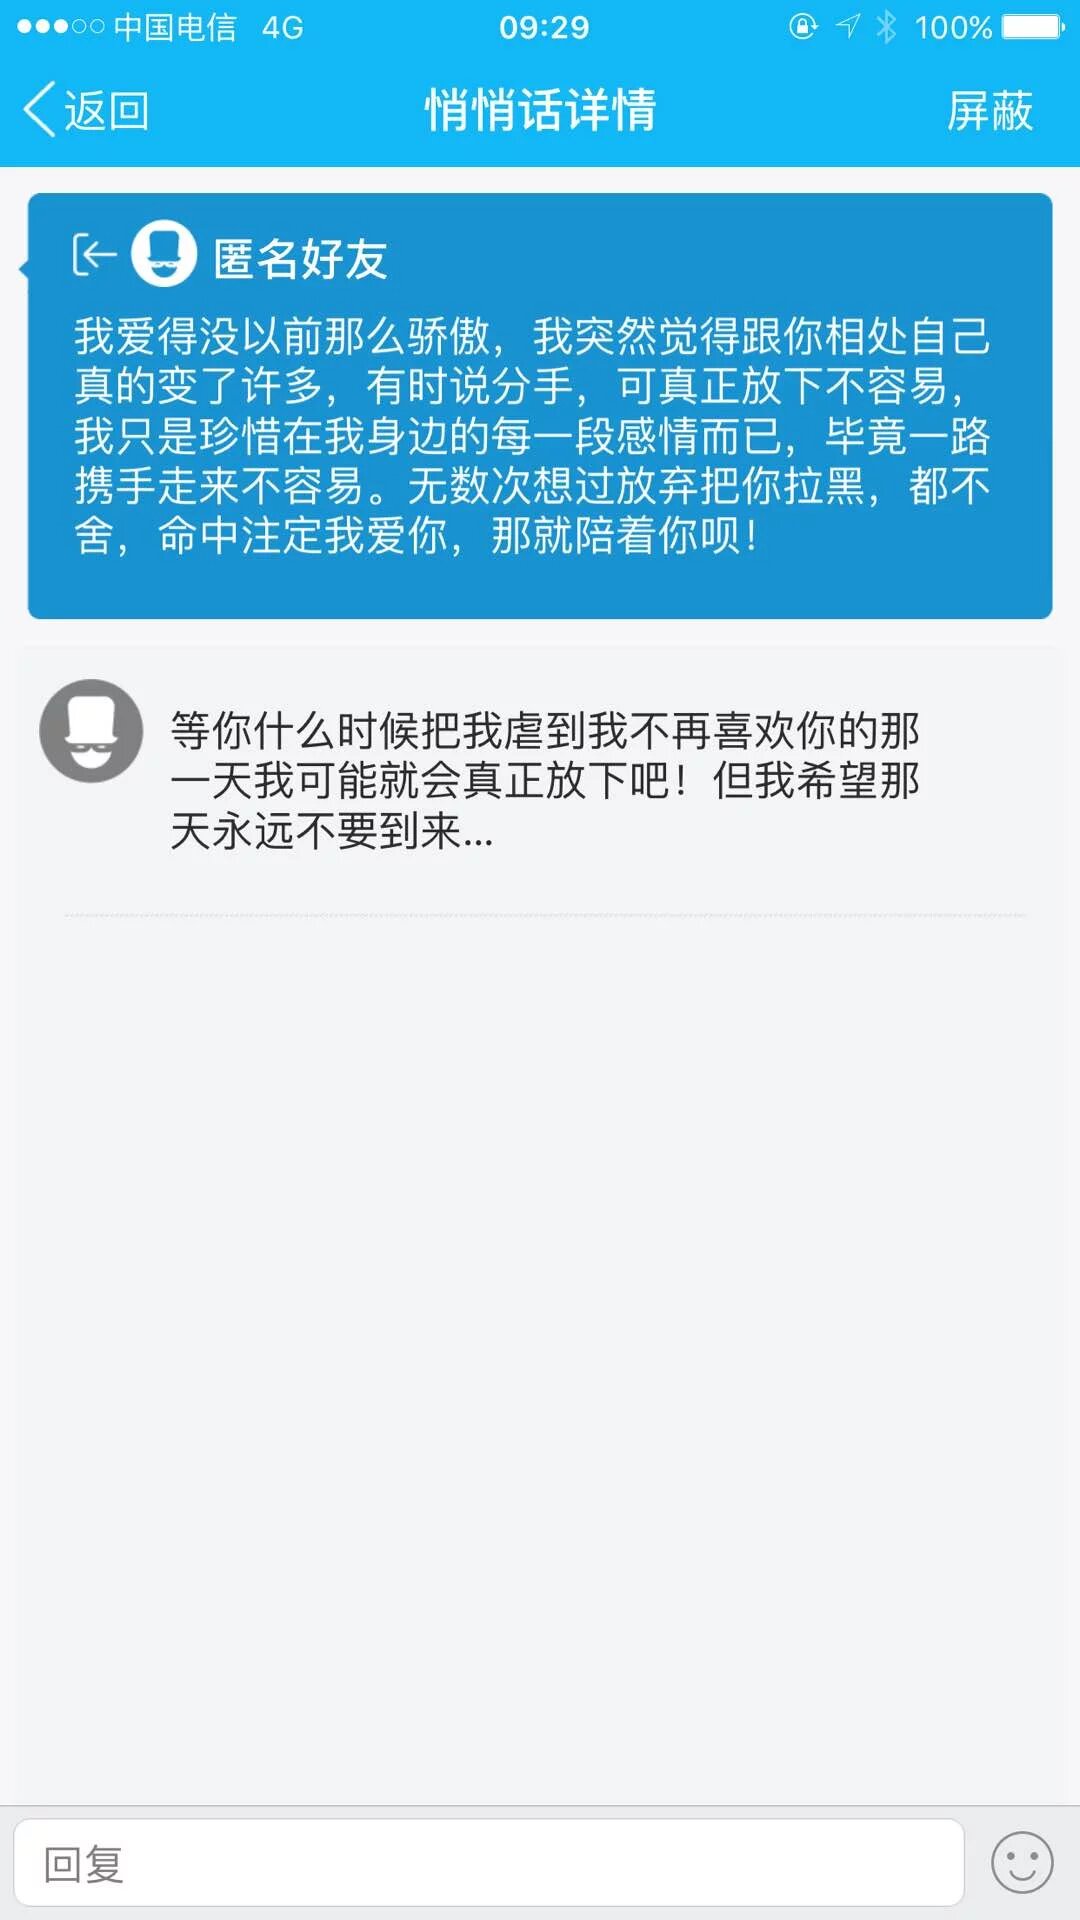 中国电信 4G 09:29 100%
返回 悄悄话详情 屏蔽
匿名好友
我爱得没以前那么骄傲，我突然觉得跟你相处自己
真的变了许多，有时说分手，可真正放下不容易，
我只是珍惜在我身边的每一段感情而已，毕竟一路
携手走来不容易。无数次想过放弃把你拉黑，都不
舍，命中注定我爱你，那就陪着你呗！
等你什么时候把我虐到我不再喜欢你的那
一天我可能就会真正放下吧！但我希望那
天永远不要到来...
回复